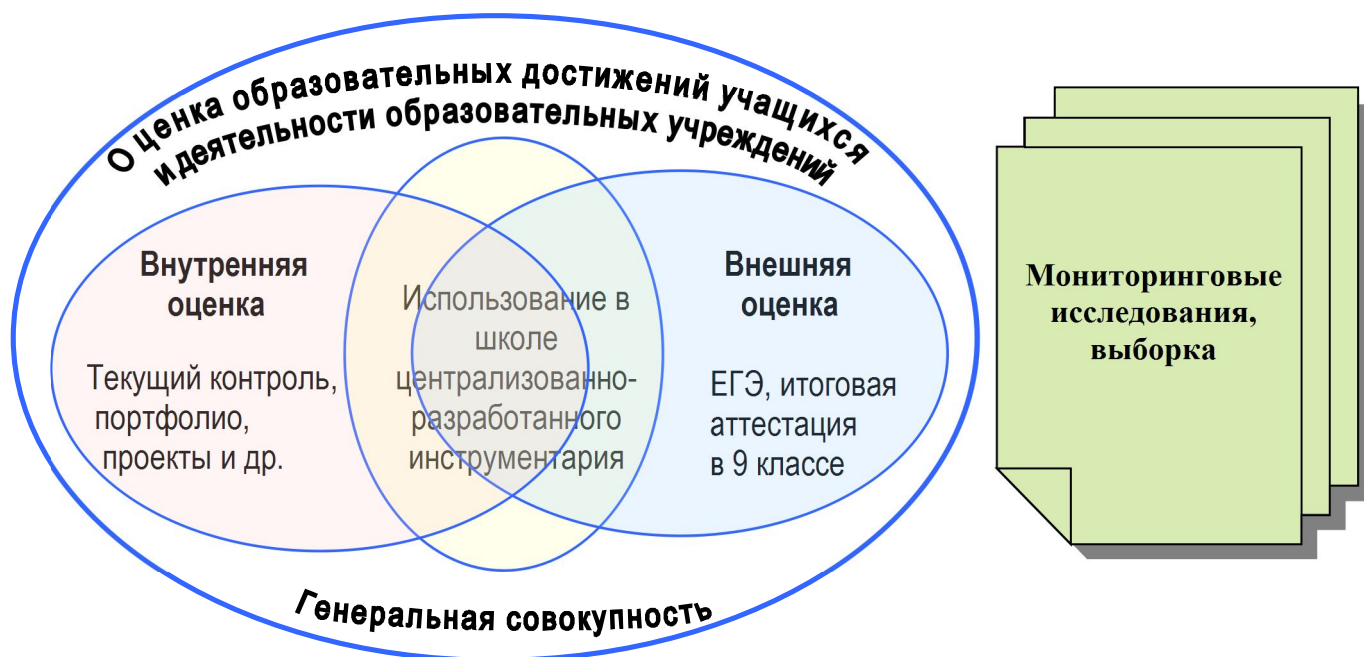 Оценка образовательных достижений учащихся
и деятельности образовательных учреждений
Внутренняя
оценка
Текущий контроль,
портфолио,
проекты и др.
Использование в
школе
централизованно-
разработанного
инструментария
Внешняя
оценка
ЕГЭ, итоговая
аттестация
в 9 классе
Генеральная совокупность
Мониторинговые
исследования,
выборка